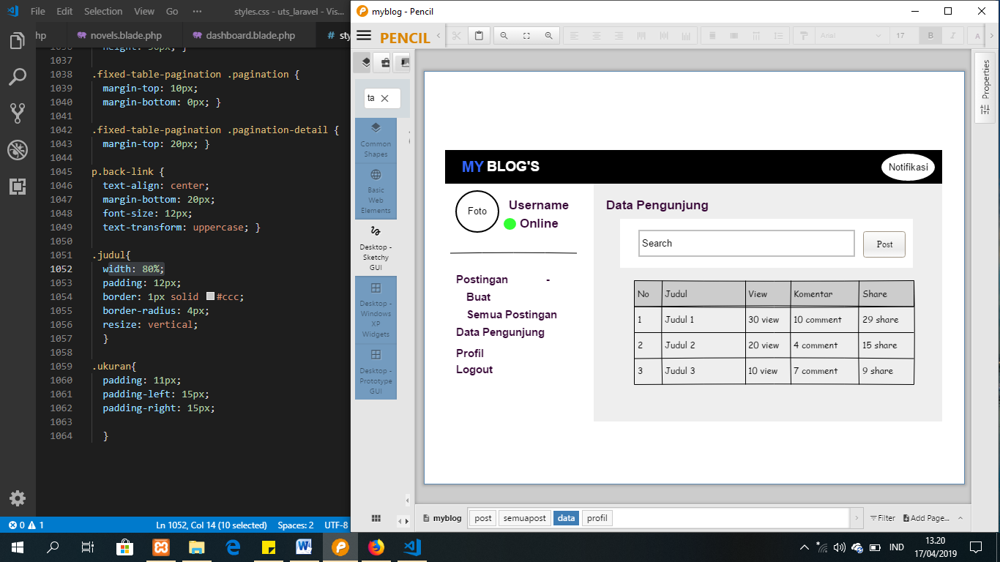 File Edit Selection View Go ··· styles.css - uts_laravel - Vis...
hp novels.blade.php dashboard.blade.php # sty
1036 height: 50px; }
1037
1038 .fixed-table-pagination .pagination {
1039 margin-top: 10px;
1040 margin-bottom: 0px; }
1041
1042 .fixed-table-pagination .pagination-detail {
1043 margin-top: 20px; }
1044
1045 p.back-link {
1046 text-align: center;
1047 margin-bottom: 20px;
1048 font-size: 12px;
1049 text-transform: uppercase; }
1050
1051 .judul{
1052 width: 80%;
1053 padding: 12px;
1054 border: 1px solid #ccc;
1055 border-radius: 4px;
1056 resize: vertical;
1057 }
1058
1059 .ukuran{
1060 padding: 11px;
1061 padding-left: 15px;
1062 padding-right: 15px;
1063
1064 }
0 1 Ln 1052, Col 14 (10 selected) Spaces: 2 UTF-8
myblog - Pencil
PENCIL Arial 17 B I A
ta
Common
Shapes
Basic
Web
Elements
Desktop -
Sketchy
GUI
Desktop -
Windows
XP
Widgets
Desktop -
Prototype
GUI
Properties
MY BLOG'S Notifikasi
Foto
Username
Online
Postingan -
Buat
Semua Postingan
Data Pengunjung
Profil
Logout
Data Pengunjung
Search Post
No Judul View Komentar Share
1 Judul 1 30 view 10 comment 29 share
2 Judul 2 20 view 4 comment 15 share
3 Judul 3 10 view 7 comment 9 share
myblog post semuapost data profil Filter Add Page...
IND
13.20
17/04/2019